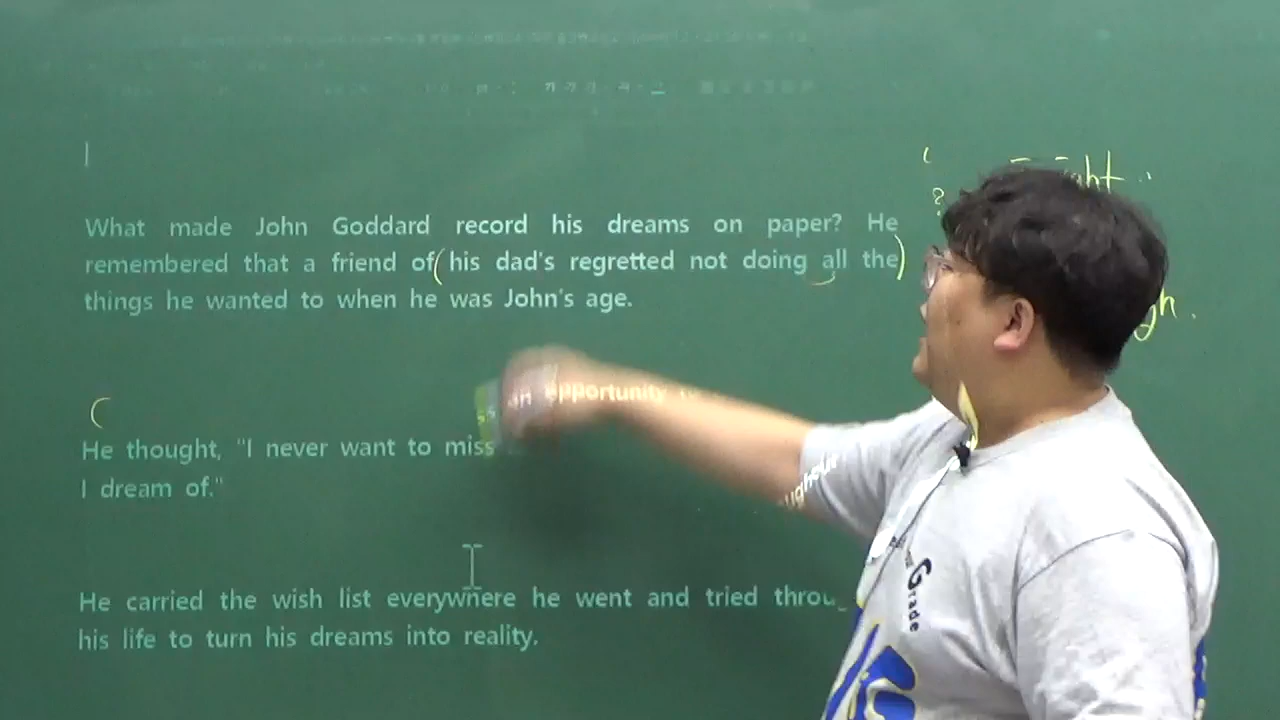 What made John Goddard record his dreams on paper? He
remembered that a friend of (his dad's regretted not doing all the)
things he wanted to when he was John's age.
opportunity
He thought, "I never want to miss
I dream of."
He carried the wish list everywhere he went and tried throu
his life to turn his dreams into reality.
Grade